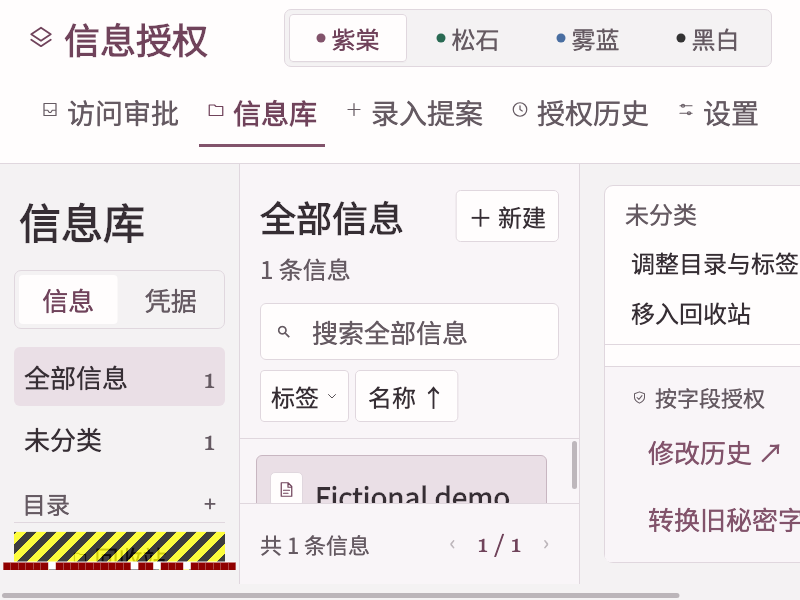 信息授权
紫棠 松石 雾蓝 黑白
访问审批 信息库 录入提案 授权历史 设置
信息库
信息 凭据
全部信息 1
未分类 1
目录 +
全部信息
+ 新建
1 条信息
搜索全部信息
标签 名称 ↑
Fictional demo
共 1 条信息 ‹ 1 / 1 ›
未分类
调整目录与标签
移入回收站
按字段授权
修改历史 ↗
转换旧秘密字